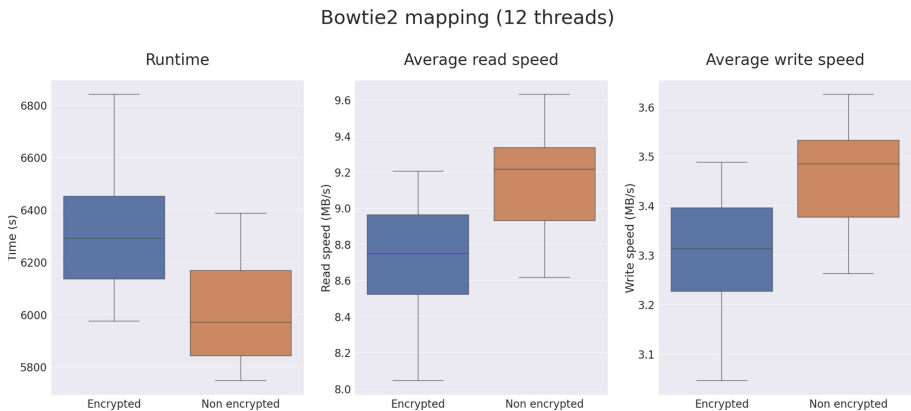 Bowtie2 mapping (12 threads)
Runtime
Time (s)
6800
6600
6400
6200
6000
5800
Encrypted
Non encrypted
Average read speed
Read speed (MB/s)
9.6
9.4
9.2
9.0
8.8
8.6
8.4
8.2
8.0
Encrypted
Non encrypted
Average write speed
Write speed (MB/s)
3.6
3.5
3.4
3.3
3.2
3.1
Encrypted
Non encrypted